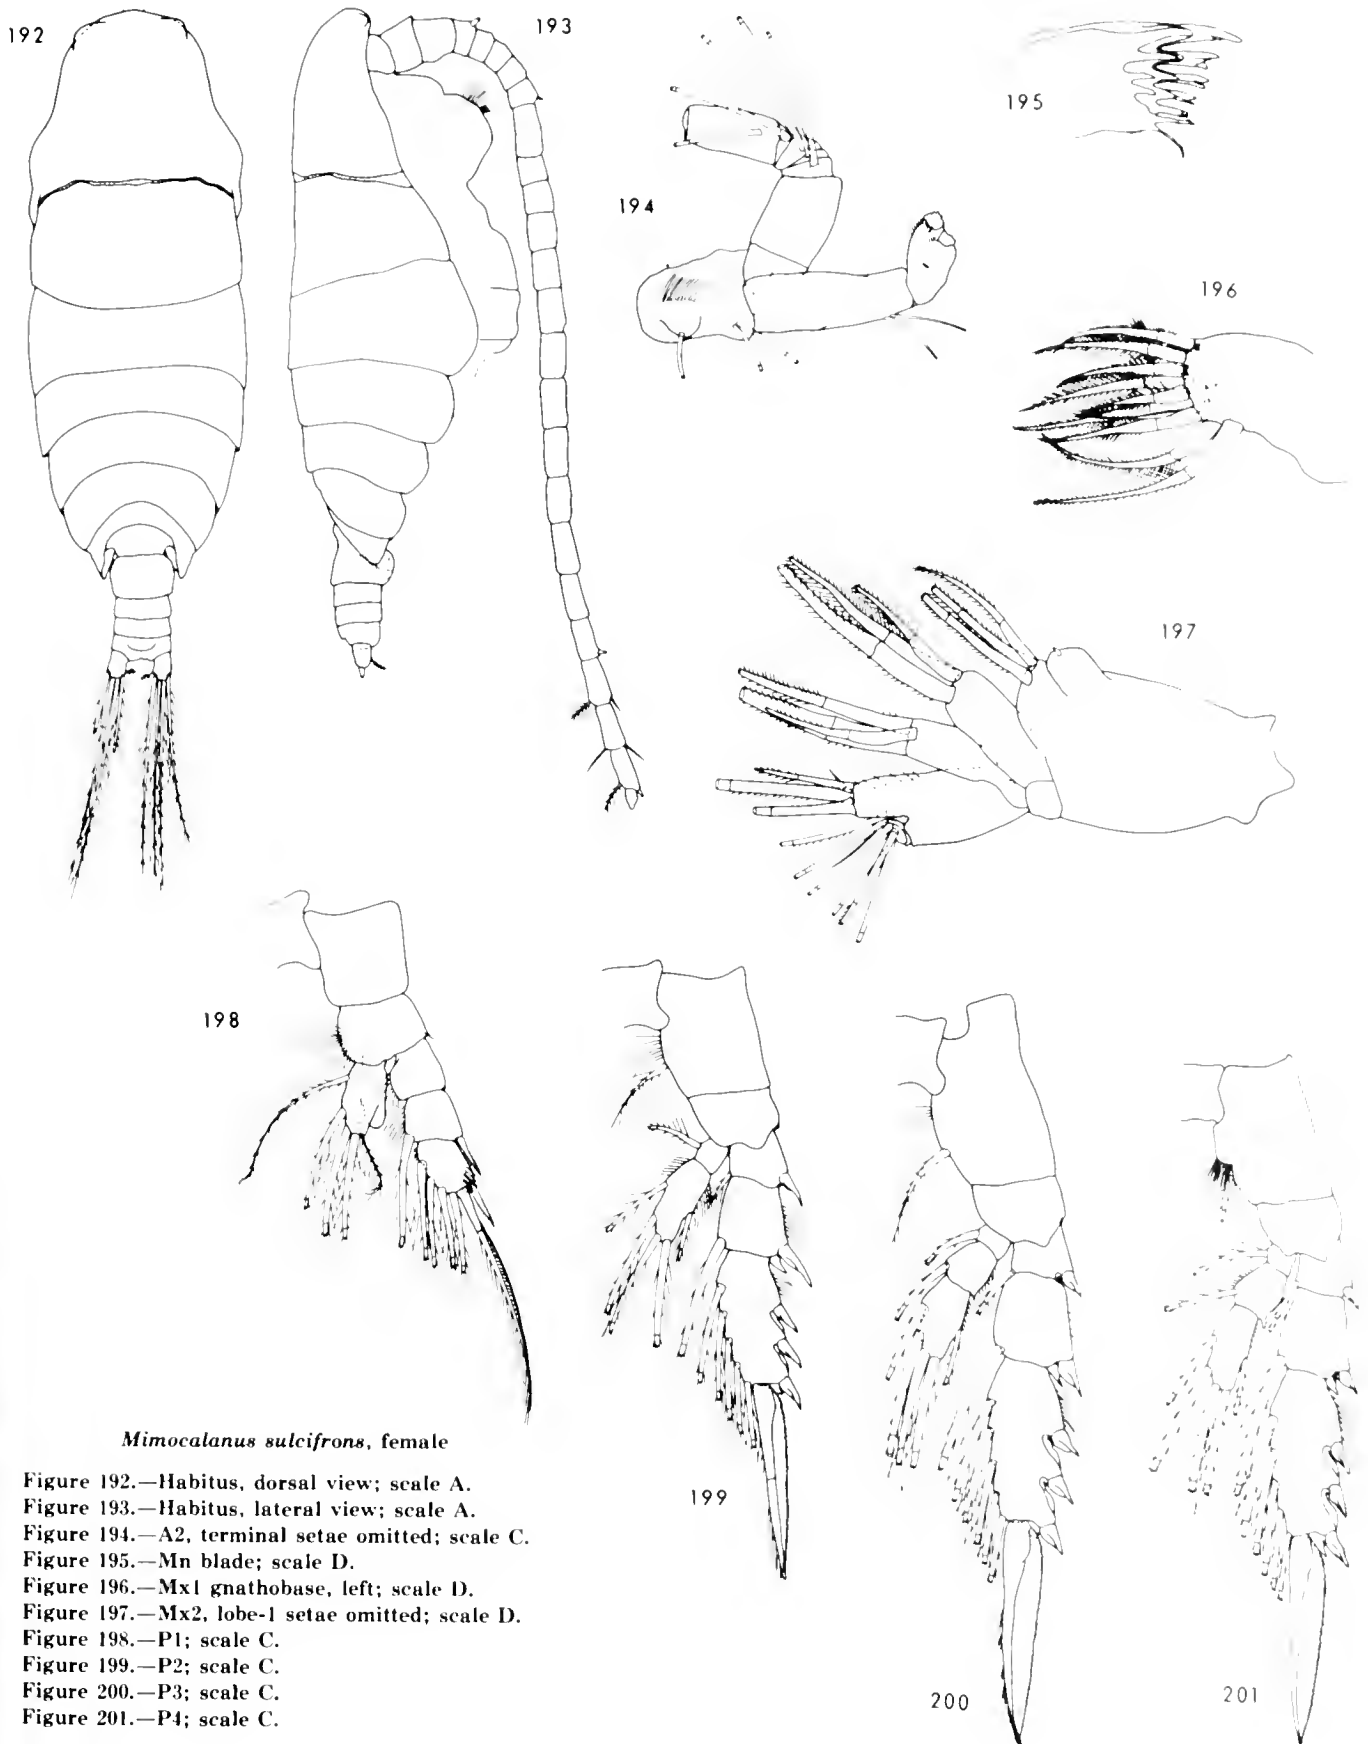 192
193
195
194
196
197
198
199
200
201
Mimocalanus sulcifrons, female
Figure 192.—Habitus, dorsal view; scale A.
Figure 193.—Habitus, lateral view; scale A.
Figure 194.—A2, terminal setae omitted; scale C.
Figure 195.—Mn blade; scale D.
Figure 196.—Mx1 gnathobase, left; scale D.
Figure 197.—Mx2, lobe-1 setae omitted; scale D.
Figure 198.—P1; scale C.
Figure 199.—P2; scale C.
Figure 200.—P3; scale C.
Figure 201.—P4; scale C.